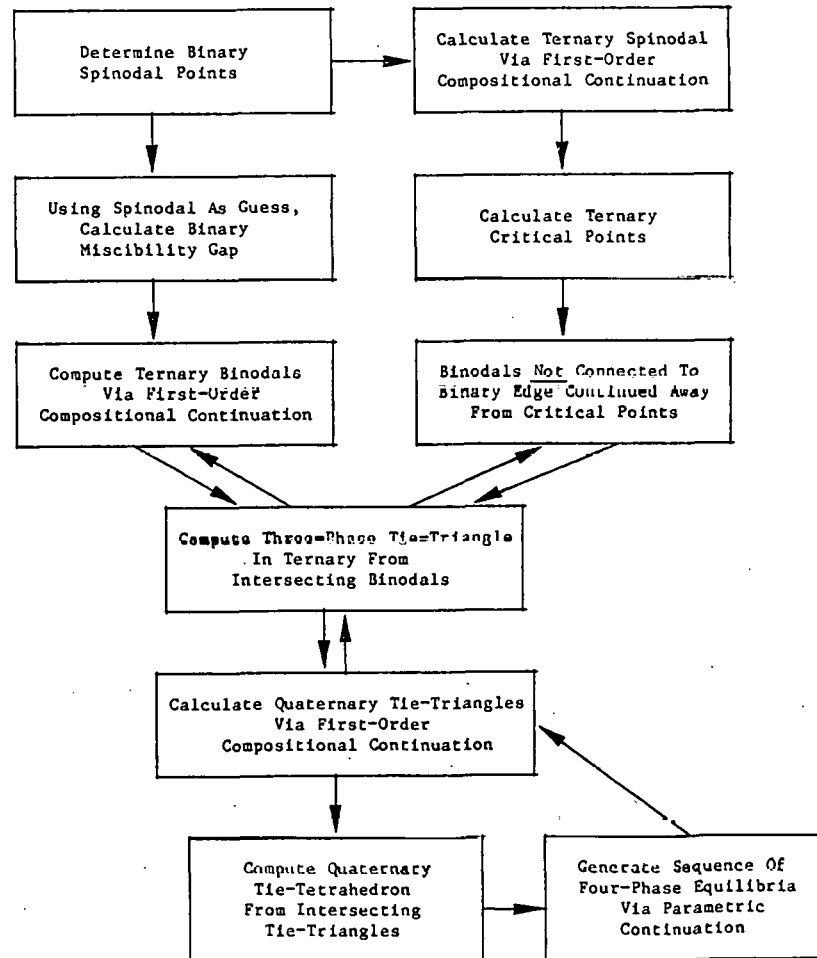 Determine Binary
Spinodal Points
Calculate Ternary Spinodal
Via First-Order
Compositional Continuation
Using Spinodal As Guess,
Calculate Binary
Miscibility Gap
Calculate Ternary
Critical Points
Compute Ternary Binodals
Via First-Order
Compositional Continuation
Binodals Not Connected To
Binary Edge Continued Away
From Critical Points
Compute Three-Phase Tie-Triangle
In Ternary From
Intersecting Binodals
Calculate Quaternary Tie-Triangles
Via First-Order
Compositional Continuation
Compute Quaternary
Tie-Tetrahedron
From Intersecting
Tie-Triangles
Generate Sequence Of
Four-Phase Equilibria
Via Parametric
Continuation